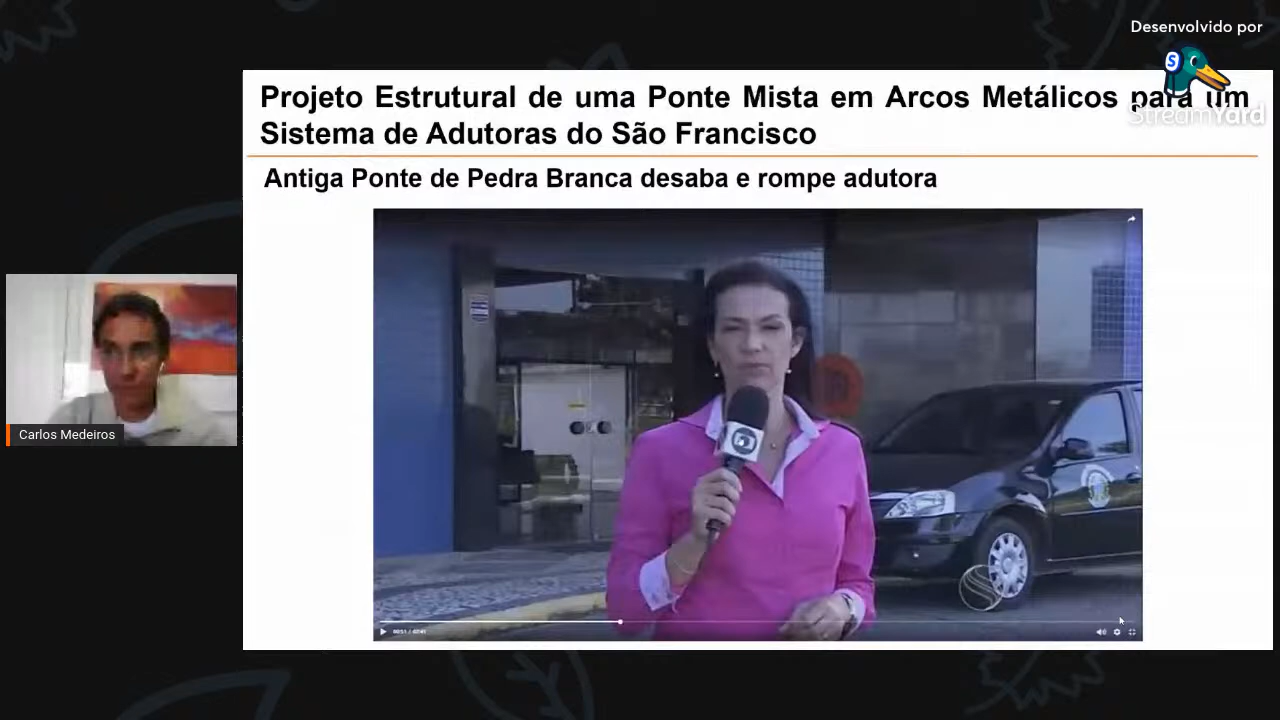 Desenvolvido por
StreamYard
Projeto Estrutural de uma Ponte Mista em Arcos Metálicos para um
Sistema de Adutoras do São Francisco
Antiga Ponte de Pedra Branca desaba e rompe adutora
Carlos Medeiros